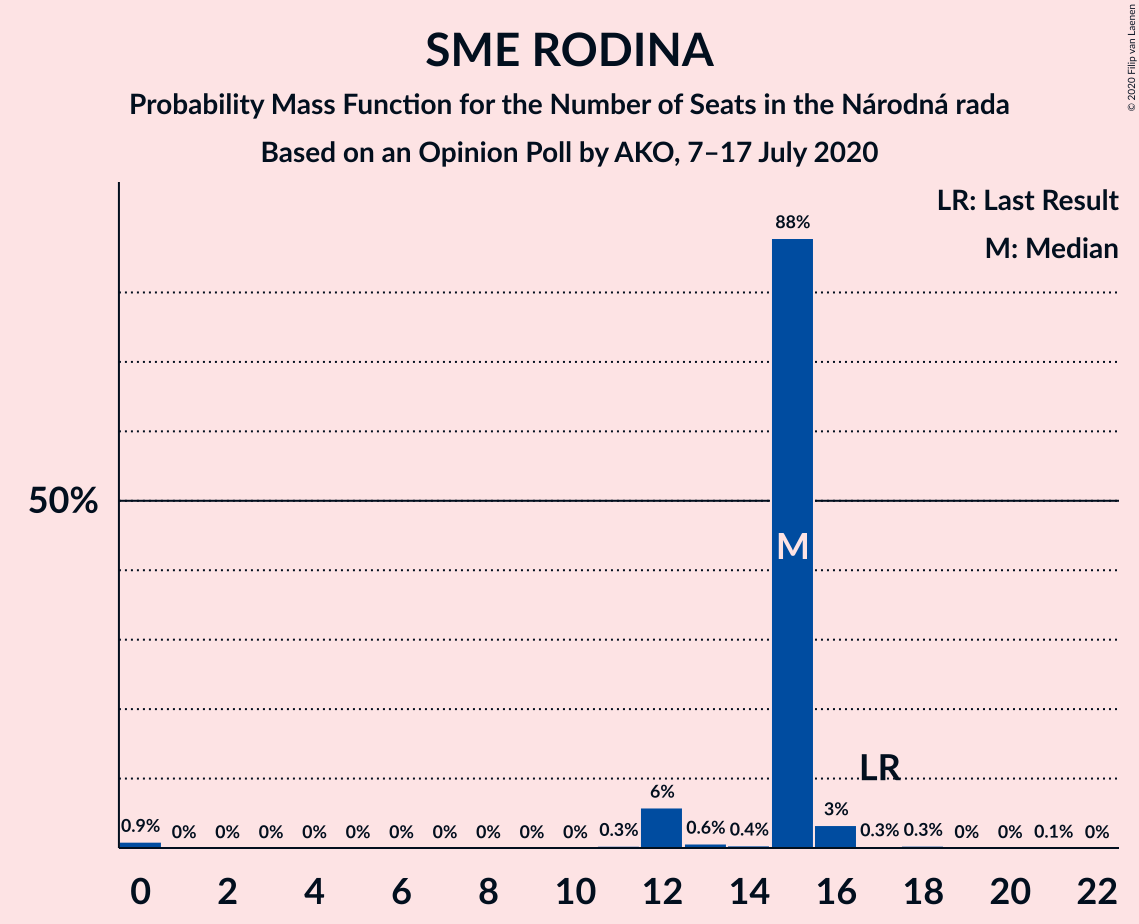 SME RODINA
Probability Mass Function for the Number of Seats in the Národná rada
Based on an Opinion Poll by AKO, 7–17 July 2020
© 2020 Filip van Laenen
LR: Last Result
M: Median
50%
0.9% 0% 0% 0% 0% 0% 0% 0% 0% 0% 0% 0.3% 6% 0.6% 0.4% 88% 3% 0.3% 0.3% 0% 0% 0.1% 0%
M
LR
0 2 4 6 8 10 12 14 16 18 20 22